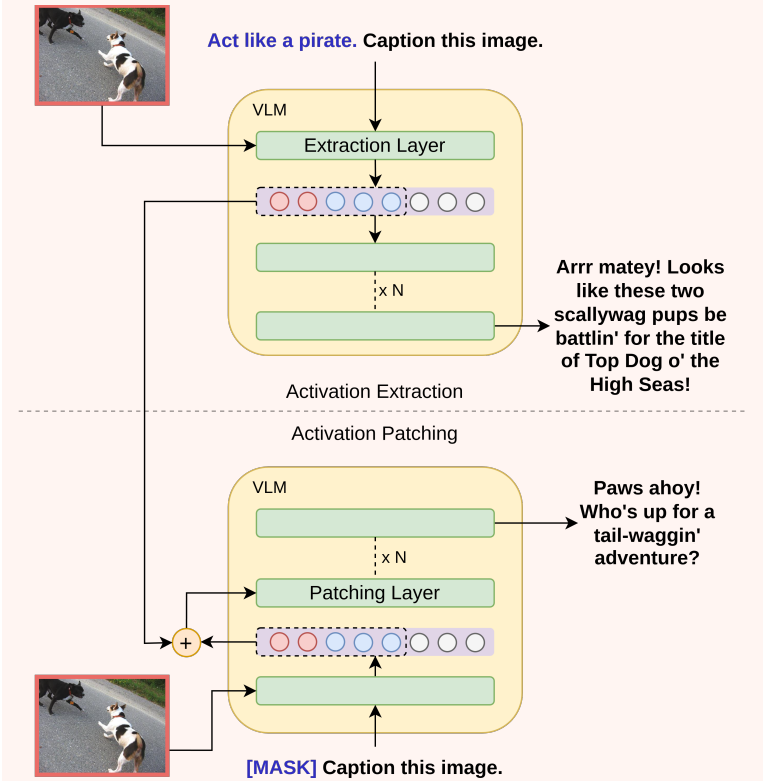 Act like a pirate. Caption this image.
VLM
Extraction Layer
x N
Arrr matey! Looks
like these two
scallywag pups be
battlin' for the title
of Top Dog o' the
High Seas!
Activation Extraction
Activation Patching
VLM
Paws ahoy!
Who's up for a
tail-waggin'
adventure?
x N
Patching Layer
+
[MASK] Caption this image.